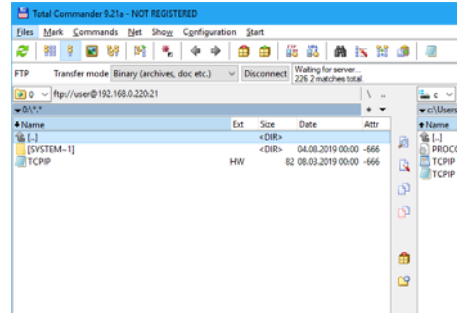 Total Commander 9.21a - NOT REGISTERED
Files Mark Commands Net Show Configuration Start
FTP Transfer mode Binary (archives, doc etc.) Disconnect Waiting for server...
226 2 matches total
0 ftp://user@192.168.0.220:21 \ .. c
▼0:\*.* * ▼ ▼c:\Users
Name Ext Size Date Attr Name
[..] <DIR> [..]
[SYSTEM~1] <DIR> 04.08.2019 00:00 -666 PROCO
TCPIP HW 82 08.03.2019 00:00 -666 TCPIP
TCPIP